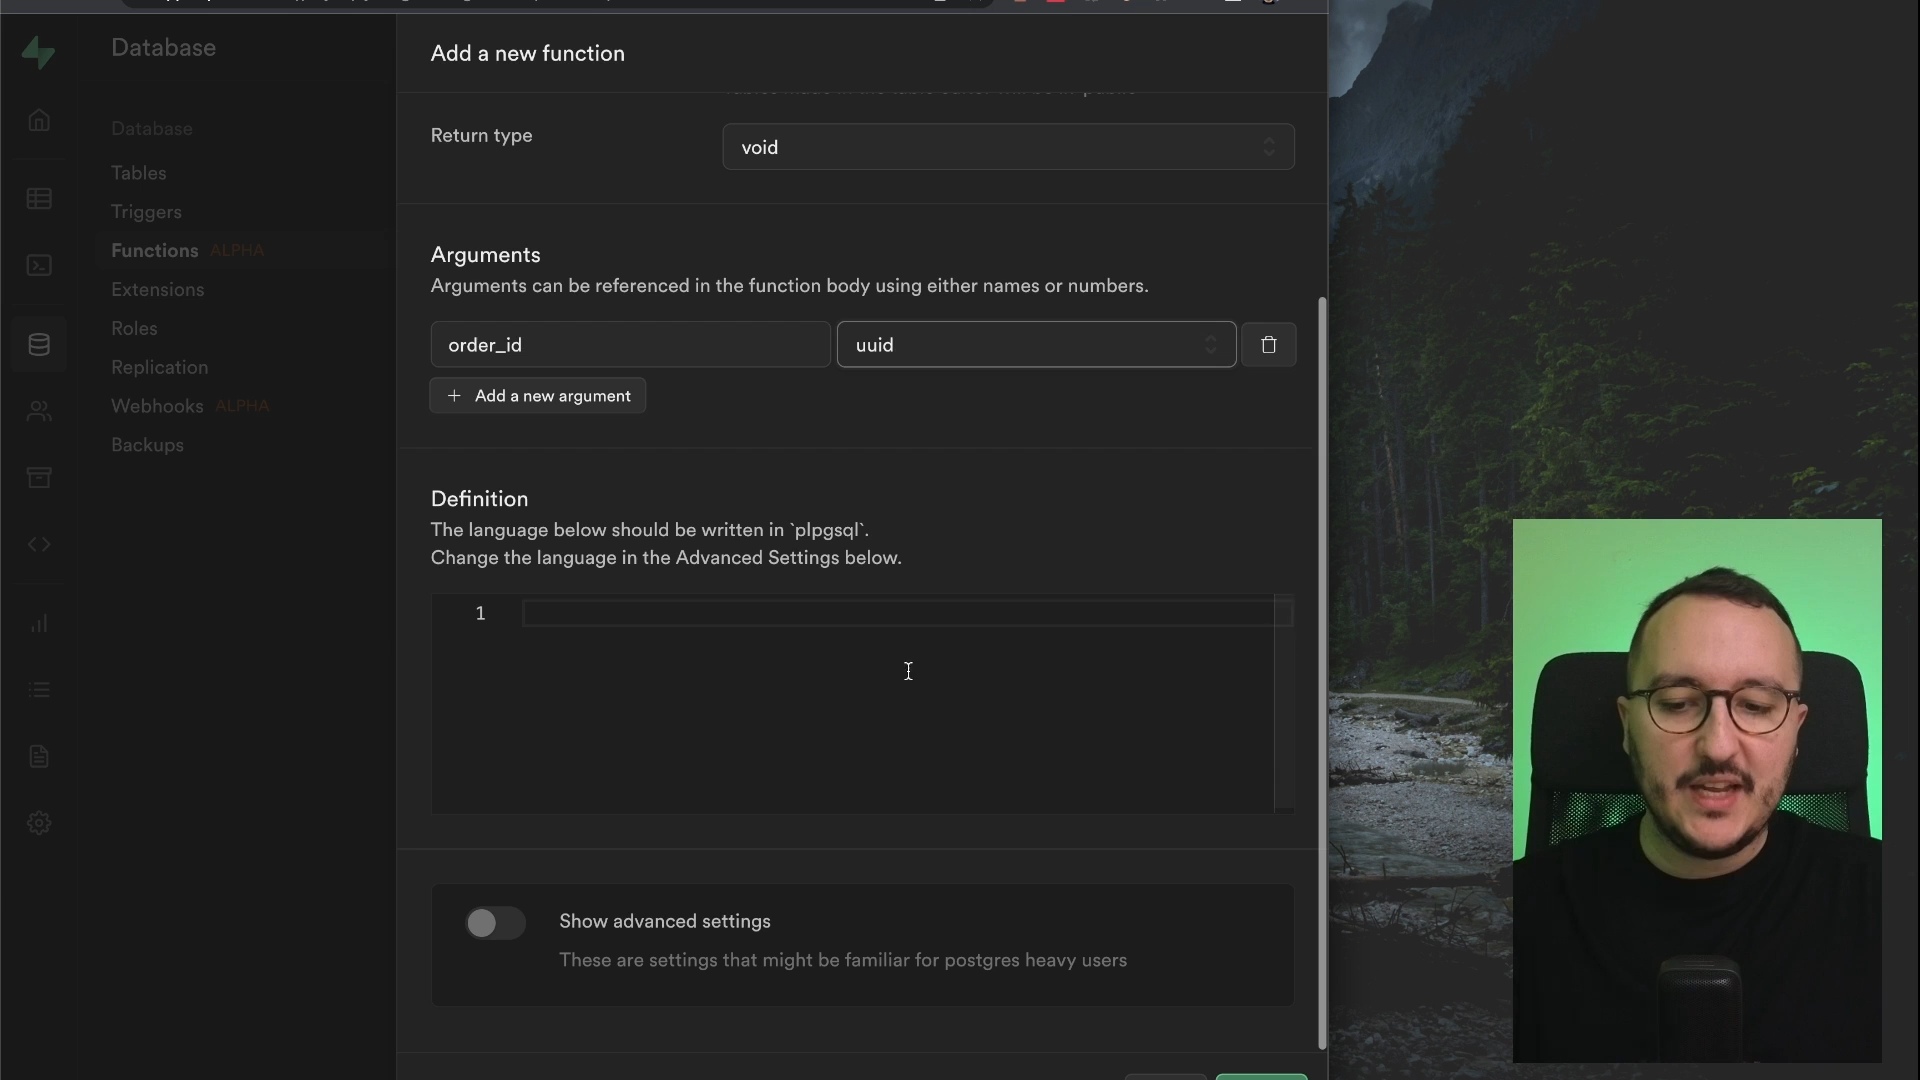 Database
Add a new function
Database
Return type
void
Tables
Triggers
Functions ALPHA
Arguments
Arguments can be referenced in the function body using either names or numbers.
Extensions
Roles
order_id
uuid
Replication
+ Add a new argument
Webhooks ALPHA
Backups
Definition
The language below should be written in `plpgsql`.
Change the language in the Advanced Settings below.
1
Show advanced settings
These are settings that might be familiar for postgres heavy users